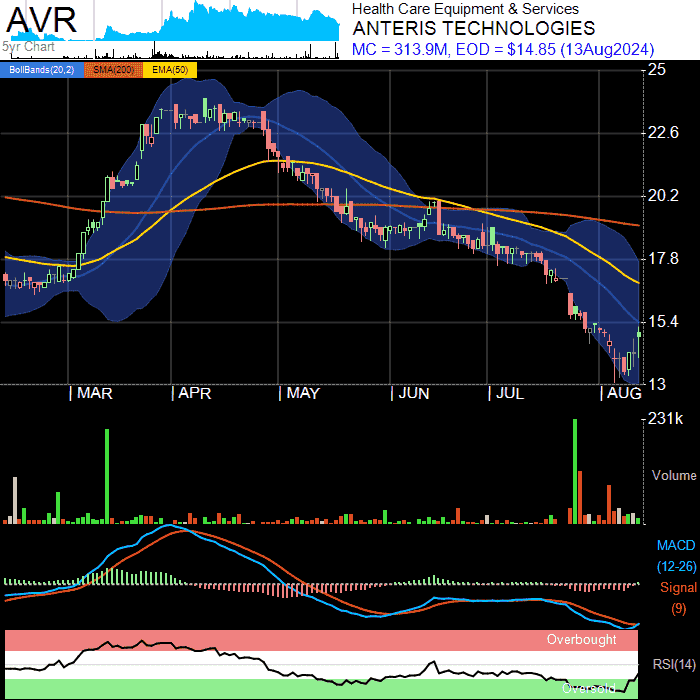 AVR
5yr Chart
Health Care Equipment & Services
ANTERIS TECHNOLOGIES
MC = 313.9M, EOD = $14.85 (13Aug2024)
BollBands(20,2) SMA(200) EMA(50)
25
22.6
20.2
17.8
15.4
13
| MAR | APR | MAY | JUN | JUL | AUG
231k
Volume
MACD
(12-26)
Signal
(9)
Overbought
RSI(14)
Oversold